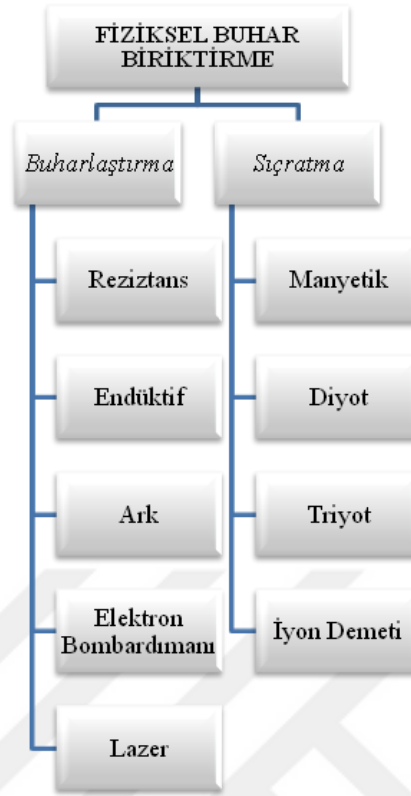 FİZİKSEL BUHAR
BİRİKTİRME
Buharlaştırma
Reziztans
Endüktif
Ark
Elektron
Bombardımanı
Lazer
Sıçratma
Manyetik
Diyot
Triyot
İyon Demeti